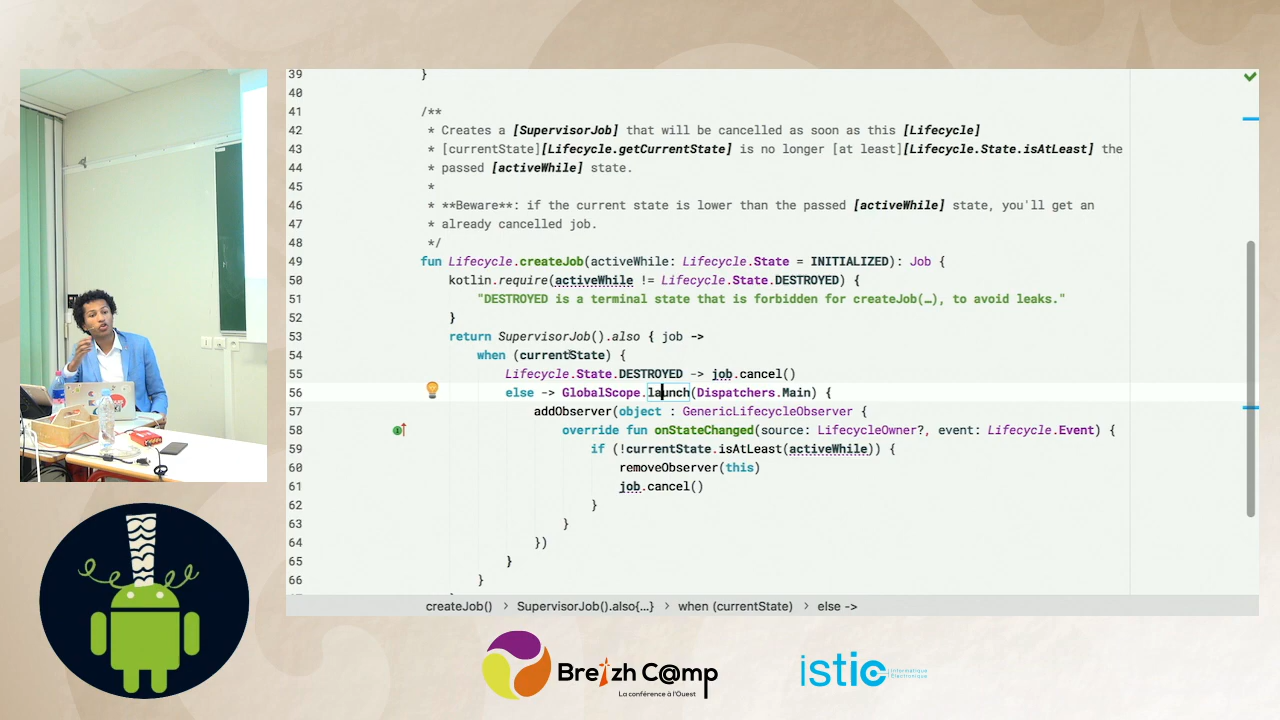 39 }
40
41 /**
42 * Creates a [SupervisorJob] that will be cancelled as soon as this [Lifecycle]
43 * [currentState][Lifecycle.getCurrentState] is no longer [at least][Lifecycle.State.isAtLeast] the
44 * passed [activeWhile] state.
45 *
46 * **Beware**: if the current state is lower than the passed [activeWhile] state, you'll get an
47 * already cancelled job.
48 */
49 fun Lifecycle.createJob(activeWhile: Lifecycle.State = INITIALIZED): Job {
50 kotlin.require(activeWhile != Lifecycle.State.DESTROYED) {
51 "DESTROYED is a terminal state that is forbidden for createJob(…), to avoid leaks."
52 }
53 return SupervisorJob().also { job ->
54 when (currentState) {
55 Lifecycle.State.DESTROYED -> job.cancel()
56 else -> GlobalScope.launch(Dispatchers.Main) {
57 addObserver(object : GenericLifecycleObserver {
58 override fun onStateChanged(source: LifecycleOwner?, event: Lifecycle.Event) {
59 if (!currentState.isAtLeast(activeWhile)) {
60 removeObserver(this)
61 job.cancel()
62 }
63 }
64 })
65 }
66 }
createJob() > SupervisorJob().also{...} > when (currentState) > else ->
Breizh C@mp
La conférence à l'Ouest
istic
Informatique
Électronique